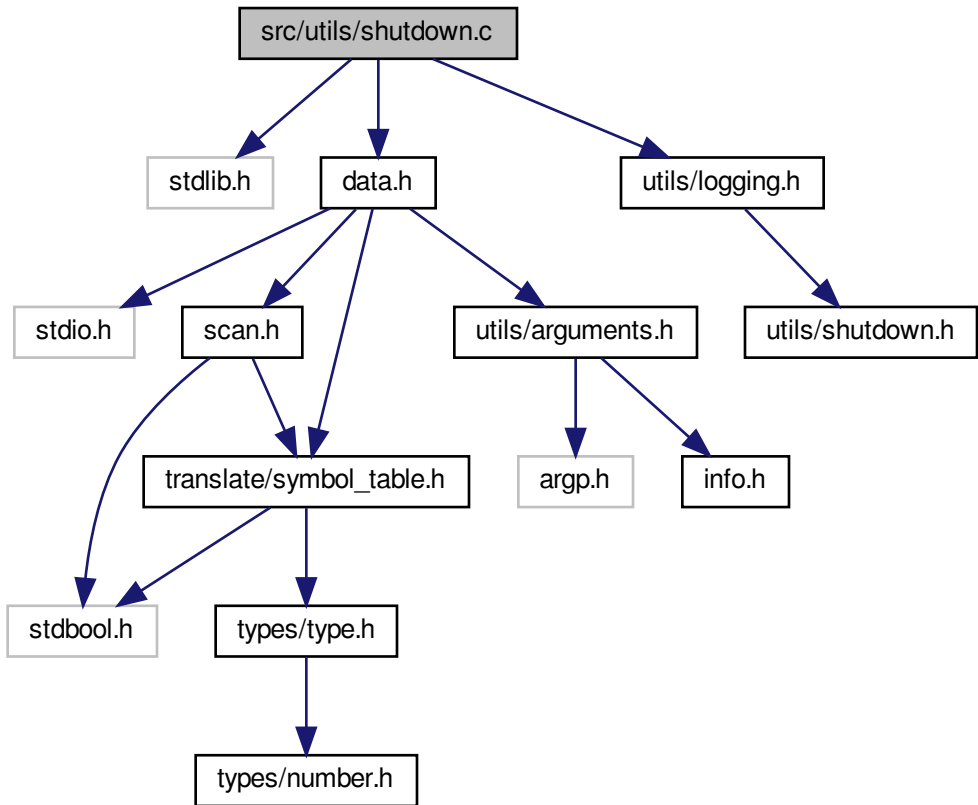 src/utils/shutdown.c
stdlib.h
data.h
utils/logging.h
stdio.h
scan.h
utils/arguments.h
utils/shutdown.h
translate/symbol_table.h
argp.h
info.h
stdbool.h
types/type.h
types/number.h